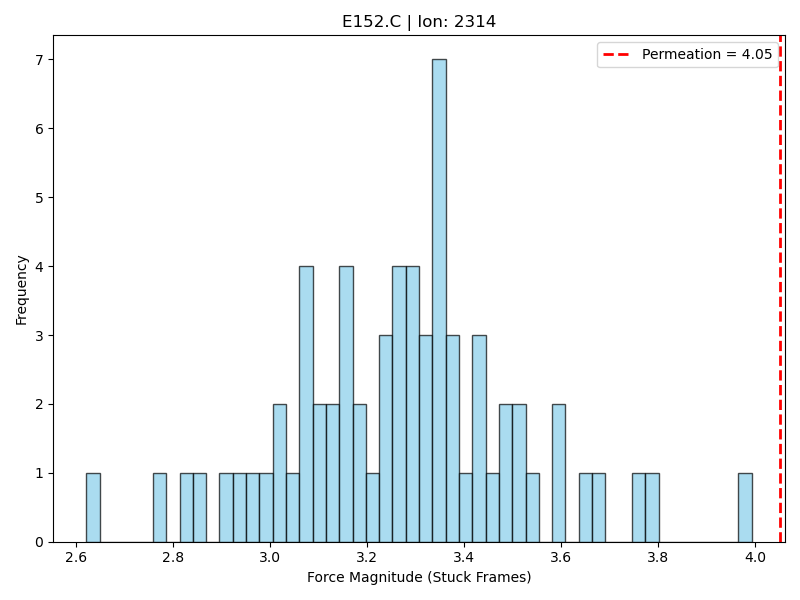 E152.C | Ion: 2314
Permeation = 4.05
Frequency
7
6
5
4
3
2
1
0
2.6 2.8 3.0 3.2 3.4 3.6 3.8 4.0
Force Magnitude (Stuck Frames)